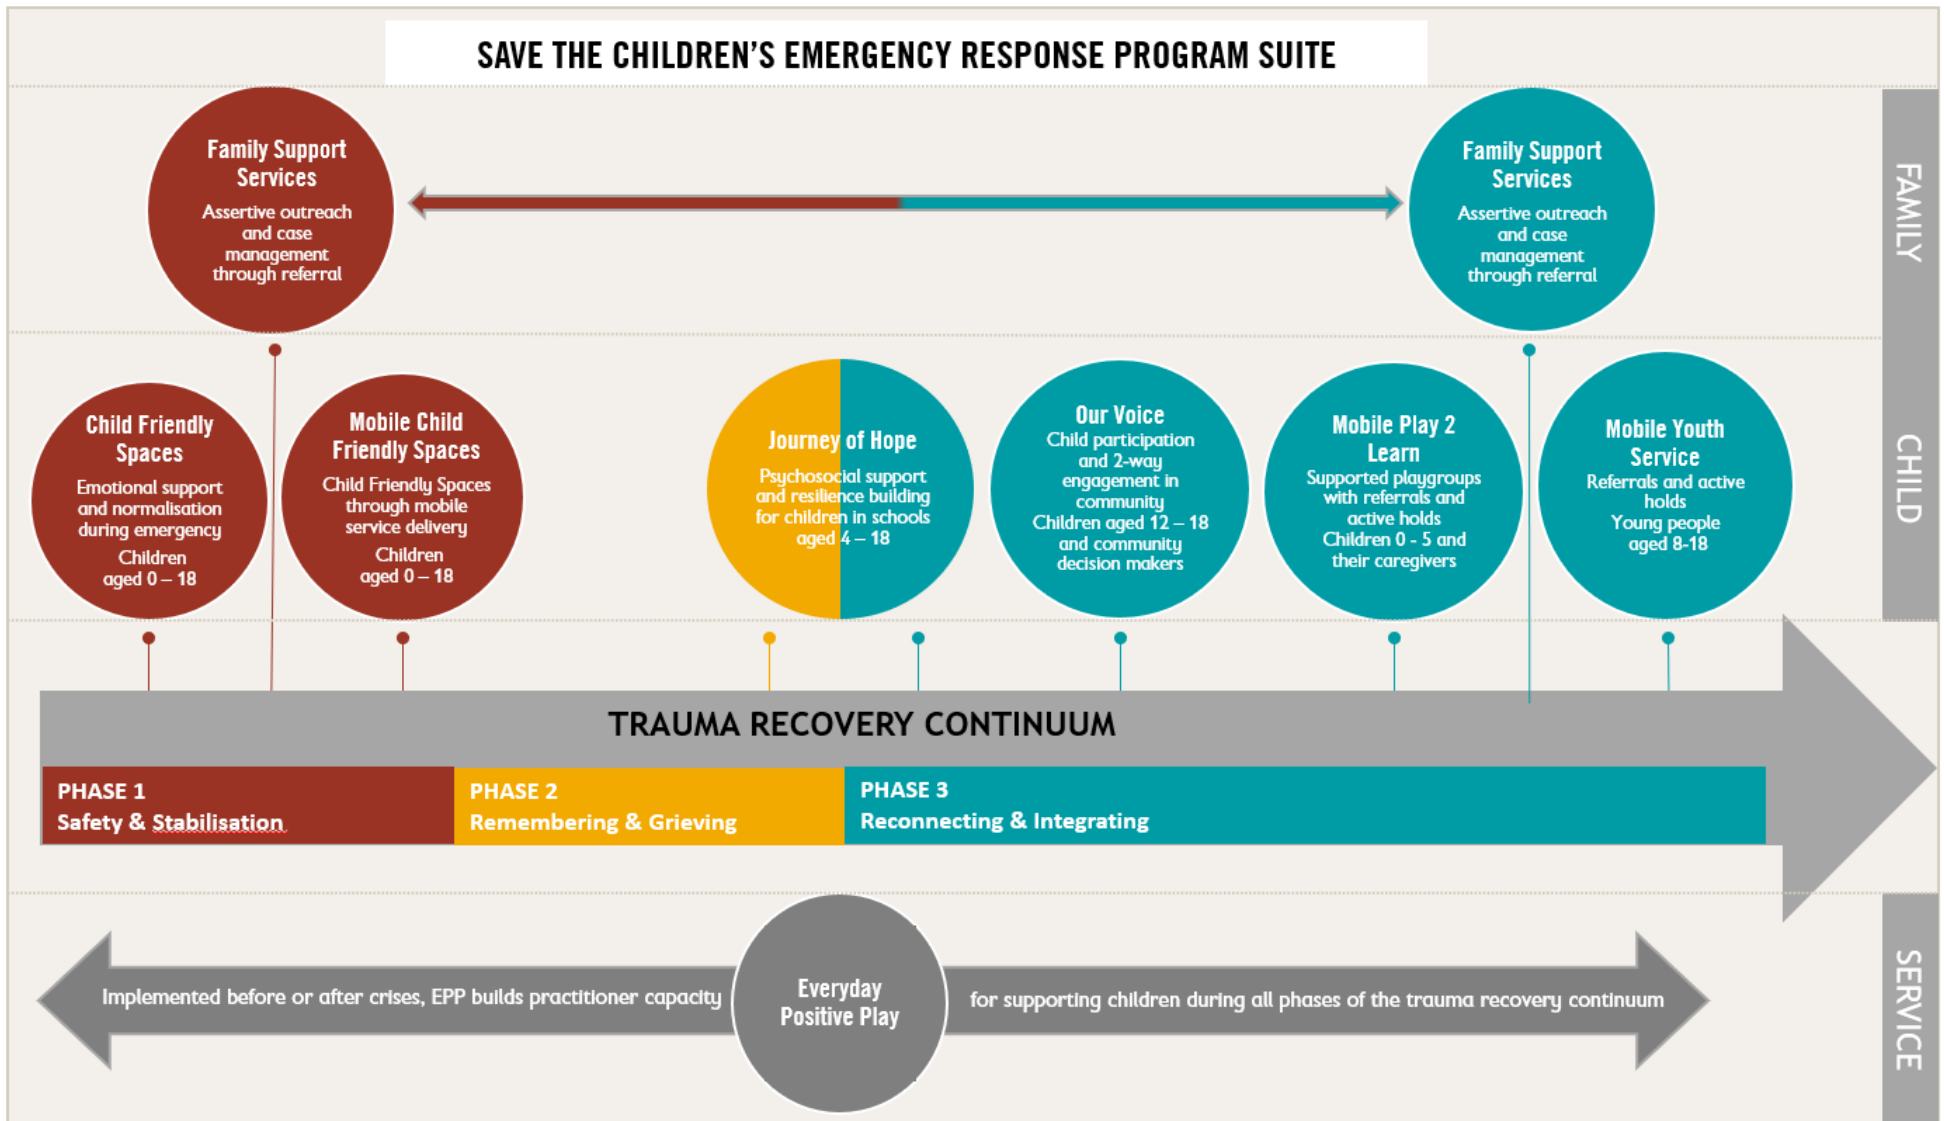 SAVE THE CHILDREN'S EMERGENCY RESPONSE PROGRAM SUITE
Family Support
Services
Assertive outreach
and case
management
through referral
Family Support
Services
Assertive outreach
and case
management
through referral
FAMILY
Child Friendly
Spaces
Emotional support
and normalisation
during emergency
Children
aged 0 – 18
Mobile Child
Friendly Spaces
Child Friendly Spaces
through mobile
service delivery
Children
aged 0 – 18
Journey of Hope
Psychosocial support
and resilience building
for children in schools
aged 4 – 18
Our Voice
Child participation
and 2-way
engagement in
community
Children aged 12 – 18
and community
decision makers
Mobile Play 2
Learn
Supported playgroups
with referrals and
active holds
Children 0 - 5 and
their caregivers
Mobile Youth
Service
Referrals and active
holds
Young people
aged 8-18
CHILD
TRAUMA RECOVERY CONTINUUM
PHASE 1
Safety & Stabilisation
PHASE 2
Remembering & Grieving
PHASE 3
Reconnecting & Integrating
Implemented before or after crises, EPP builds practitioner capacity
Everyday
Positive Play
for supporting children during all phases of the trauma recovery continuum
SERVICE